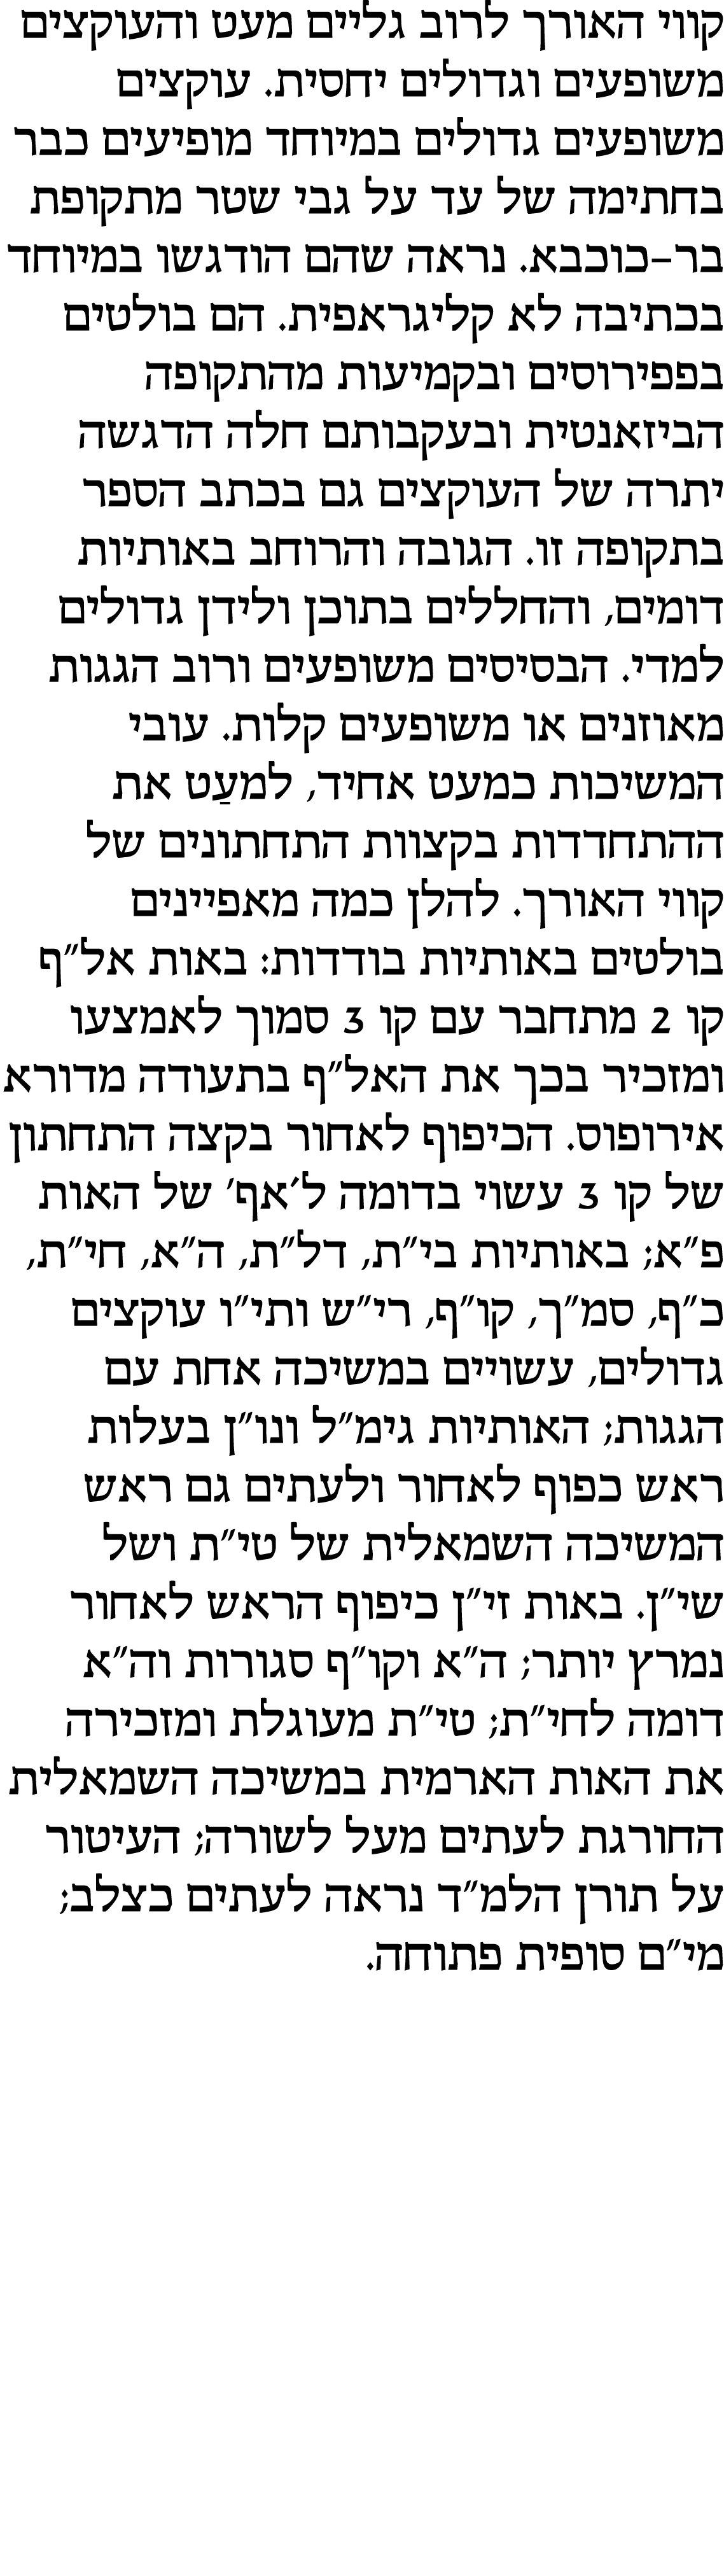 קווי האורך לרוב גליים מעט והעוקצים
משופעים וגדולים יחסית. עוקצים
משופעים גדולים במיוחד מופיעים כבר
בחתימה של עד על גבי שטר מתקופת
בר–כוכבא. נראה שהם הודגשו במיוחד
בכתיבה לא קליגראפית. הם בולטים
בפפירוסים ובקמיעות מהתקופה
הביזאנטית ובעקבותם חלה הדגשה
יתרה של העוקצים גם בכתב הספר
בתקופה זו. הגובה והרוחב באותיות
דומים, והחללים בתוכן ולידן גדולים
למדי. הבסיסים משופעים ורוב הגגות
מאוזנים או משופעים קלות. עובי
המשיכות כמעט אחיד, למעַט את
ההתחדדות בקצוות התחתונים של
קווי האורך. להלן כמה מאפיינים
בולטים באותיות בודדות: באות אל״ף
קו 2 מתחבר עם קו 3 סמוך לאמצעו
ומזכיר בכך את האל״ף בתעודה מדורא
אירופוס. הכיפוף לאחור בקצה התחתון
של קו 3 עשוי בדומה ל׳אף׳ של האות
פ״א; באותיות בי״ת, דל״ת, ה״א, חי״ת,
כ״ף, סמ״ך, קו״ף, רי״ש ותי״ו עוקצים
גדולים, עשויים במשיכה אחת עם
הגגות; האותיות גימ״ל ונו״ן בעלות
ראש כפוף לאחור ולעתים גם ראש
המשיכה השמאלית של טי״ת ושל
שי״ן. באות זי״ן כיפוף הראש לאחור
נמרץ יותר; ה״א וקו״ף סגורות וה״א
דומה לחי״ת; טי״ת מעוגלת ומזכירה
את האות הארמית במשיכה השמאלית
החורגת לעתים מעל לשורה; העיטור
על תורן הלמ״ד נראה לעתים כצלב;
מי״ם סופית פתוחה.